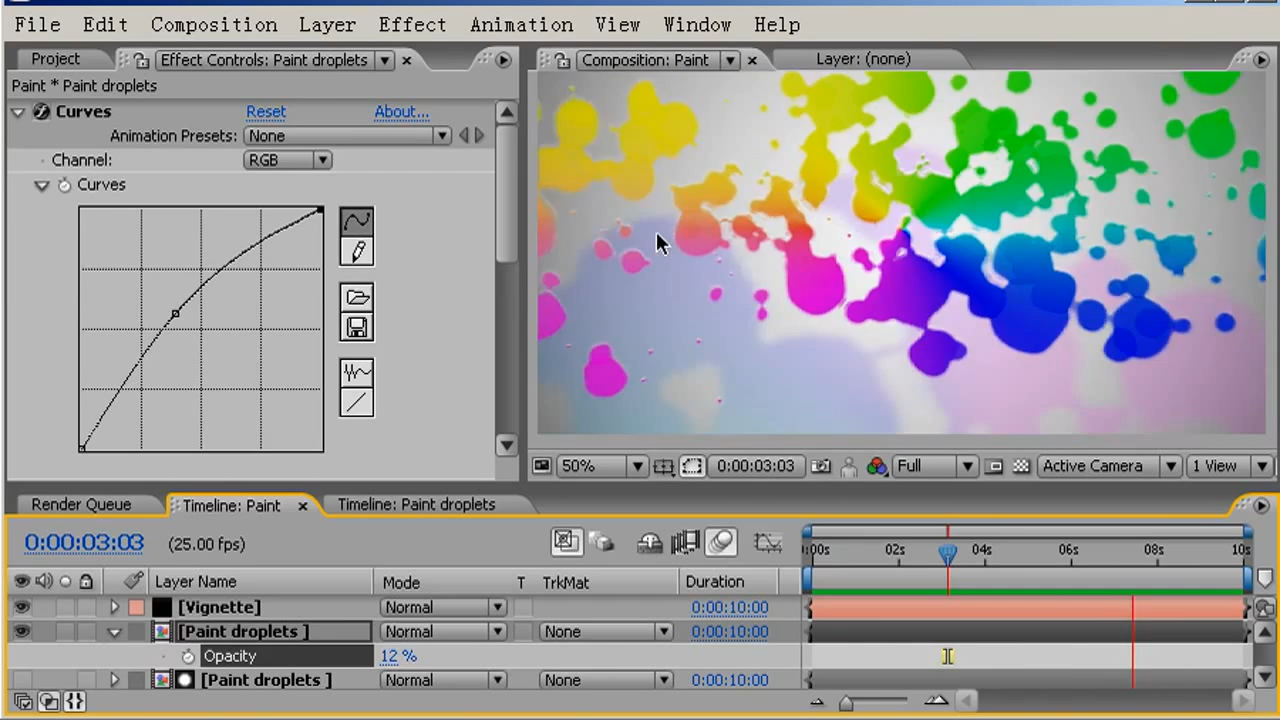 File Edit Composition Layer Effect Animation View Window Help
Project Effect Controls: Paint droplets
Paint * Paint droplets
Curves Reset About...
Animation Presets: None
Channel: RGB
Curves
Composition: Paint Layer: (none)
50% 0:00:03:03 Full Active Camera 1 View
Render Queue Timeline: Paint Timeline: Paint droplets
0:00:03:03 (25.00 fps)
):00s 02s 04s 06s 08s 10s
Layer Name Mode T TrkMat Duration
[Vignette] Normal 0:00:10:00
[Paint droplets ] Normal None 0:00:10:00
Opacity 12 %
[Paint droplets ] Normal None 0:00:10:00